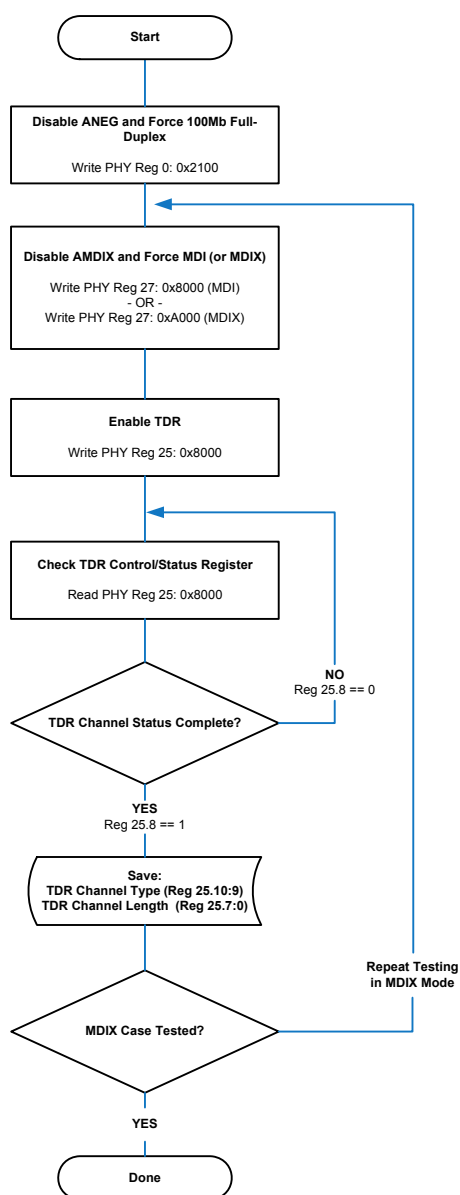 Start
Disable ANEG and Force 100Mb Full-
Duplex
Write PHY Reg 0: 0x2100
Disable AMDIX and Force MDI (or MDIX)
Write PHY Reg 27: 0x8000 (MDI)
- OR -
Write PHY Reg 27: 0xA000 (MDIX)
Enable TDR
Write PHY Reg 25: 0x8000
Check TDR Control/Status Register
Read PHY Reg 25: 0x8000
NO
Reg 25.8 == 0
TDR Channel Status Complete?
YES
Reg 25.8 == 1
Save:
TDR Channel Type (Reg 25.10:9)
TDR Channel Length (Reg 25.7:0)
Repeat Testing
in MDIX Mode
MDIX Case Tested?
YES
Done